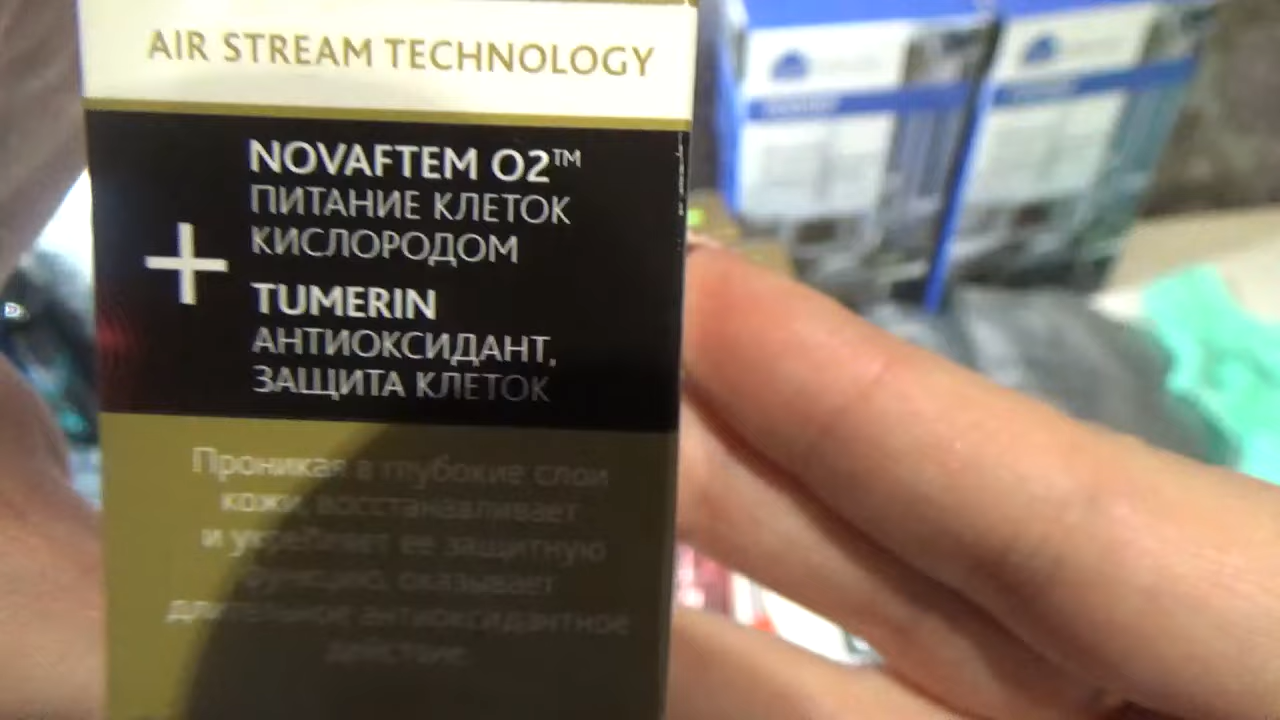 AIR STREAM TECHNOLOGY
+
NOVAFTEM O2™
ПИТАНИЕ КЛЕТОК
КИСЛОРОДОМ
TUMERIN
АНТИОКСИДАНТ,
ЗАЩИТА КЛЕТОК
Проникая в глубокие слои
кожи, восстанавливает
и укрепляет ее защитную
функцию, оказывает
длительное антиоксидантное
действие.